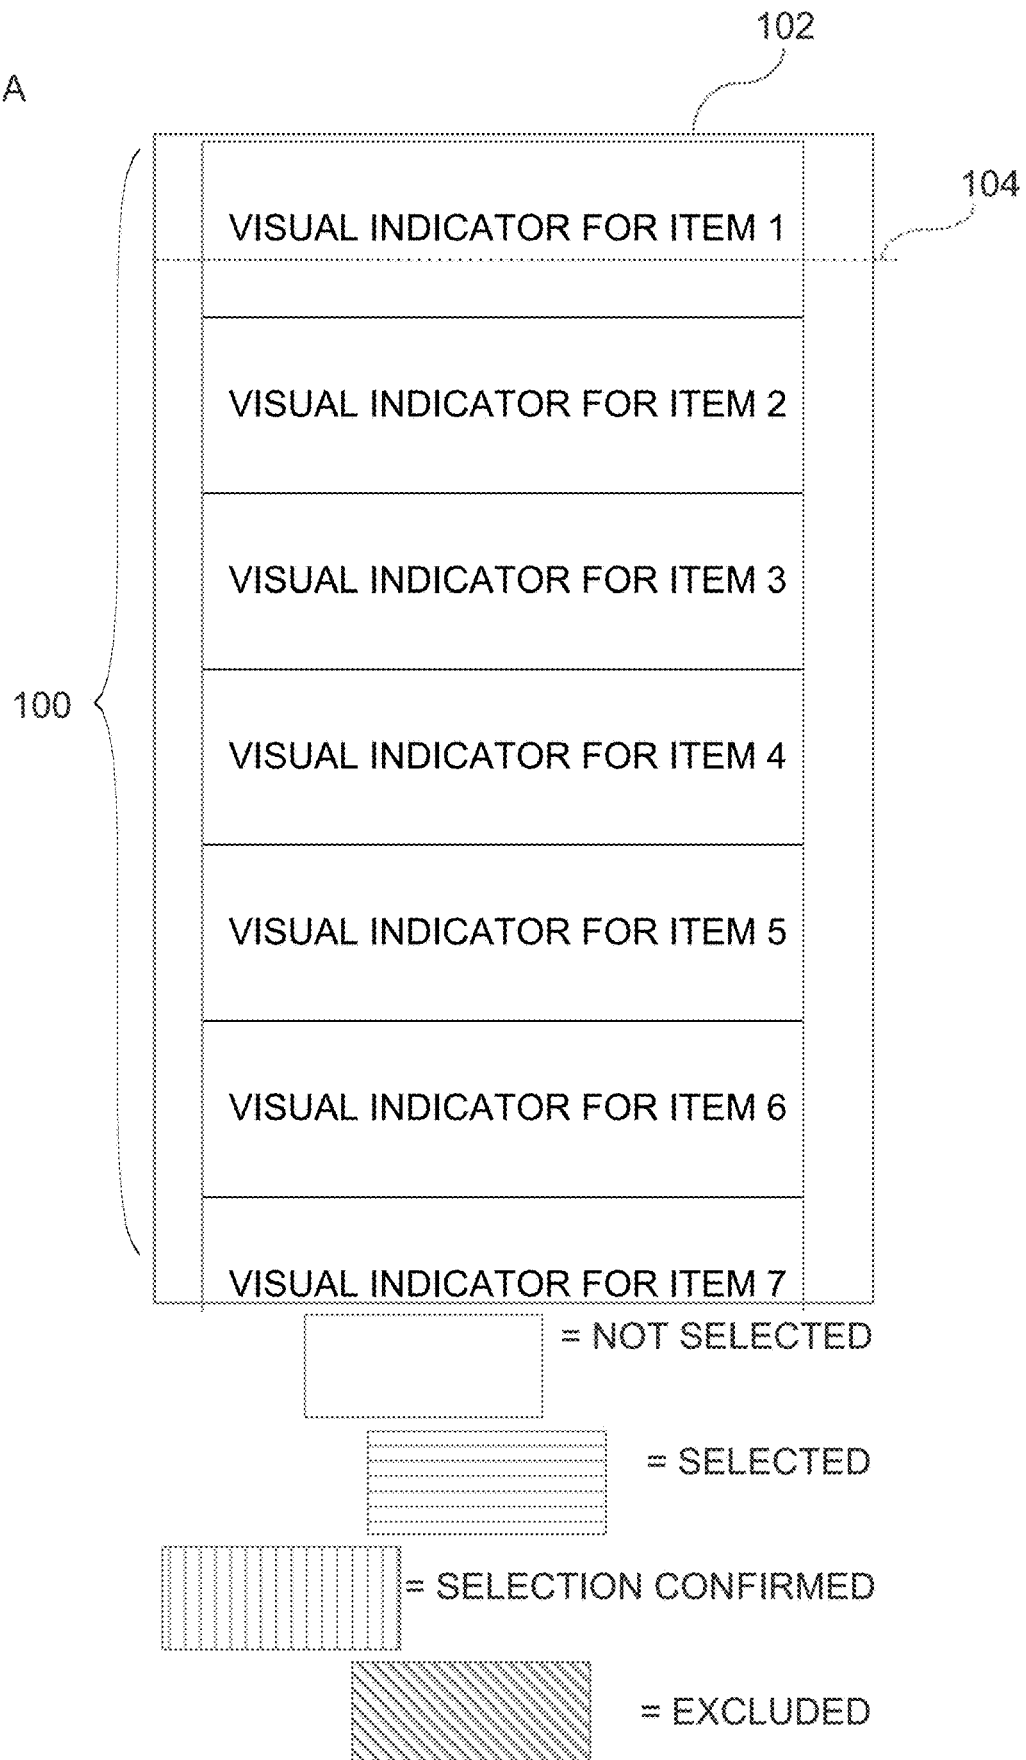 102
A
104
VISUAL INDICATOR FOR ITEM 1
VISUAL INDICATOR FOR ITEM 2
VISUAL INDICATOR FOR ITEM 3
100
VISUAL INDICATOR FOR ITEM 4
VISUAL INDICATOR FOR ITEM 5
VISUAL INDICATOR FOR ITEM 6
VISUAL INDICATOR FOR ITEM 7
= NOT SELECTED
= SELECTED
= SELECTION CONFIRMED
= EXCLUDED